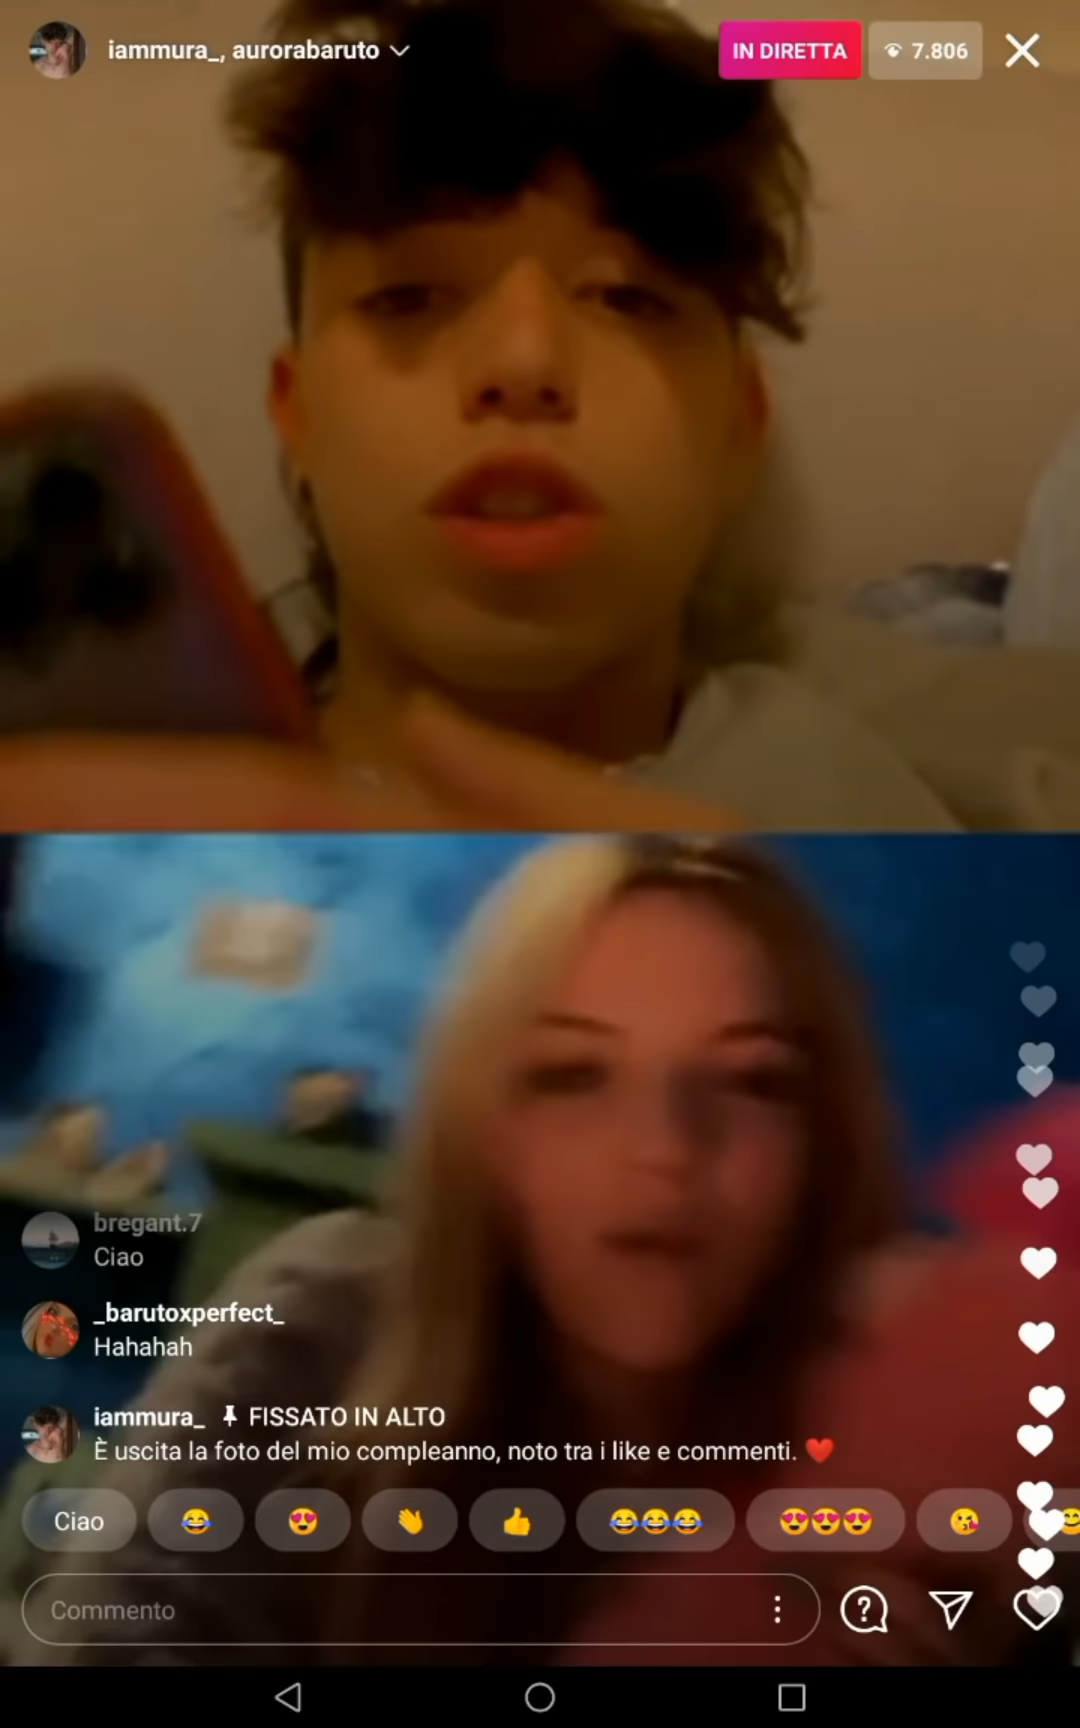 iammura_, aurorabaruto
IN DIRETTA
7.806
bregant.7
Ciao
_barutoxperfect_
Hahahah
iammura_ FISSATO IN ALTO
È uscita la foto del mio compleanno, noto tra i like e commenti. ❤️
Ciao 😂 😍 👋 👍 😂😂😂 😍😍😍 😘 😊
Commento